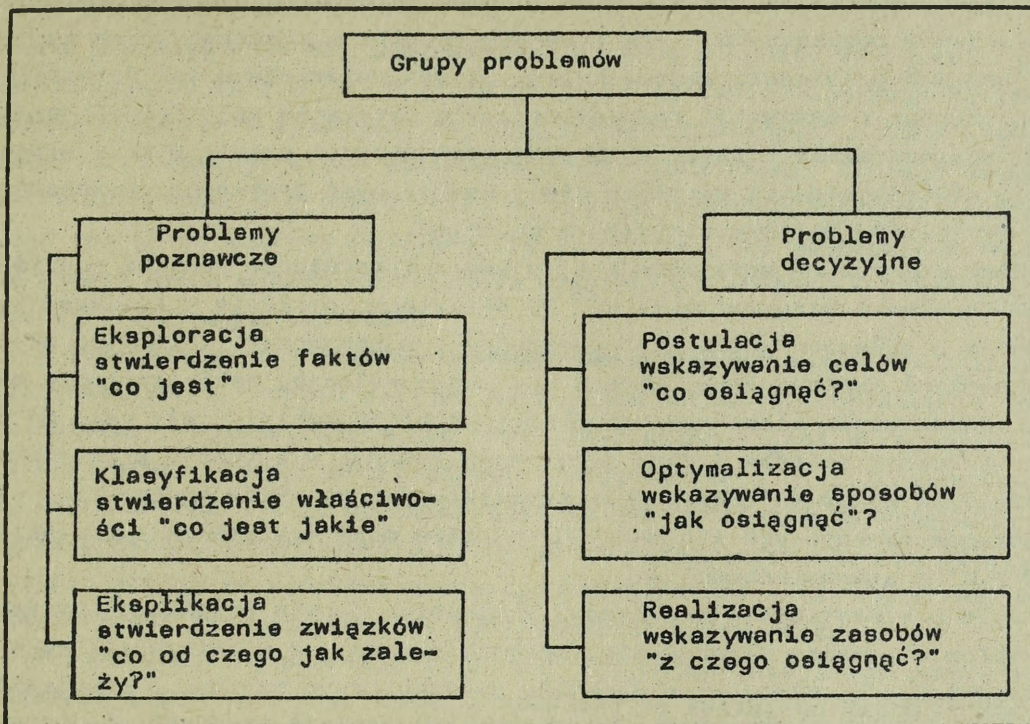 Grupy problemów
Problemy
poznawcze
Eksploracja
stwierdzenie faktów
"co jest"
Klasyfikacja
stwierdzenie właściwo-
ści "co jest jakie"
Eksplikacja
stwierdzenie związków
"co od czego jak zale-
ży?"
Problemy
decyzyjne
Postulacja
wskazywanie celów
"co osiągnąć?"
Optymalizacja
wskazywanie sposobów
"jak osiągnąć"?
Realizacja
wskazywanie zasobów
"z czego osiągnąć?"